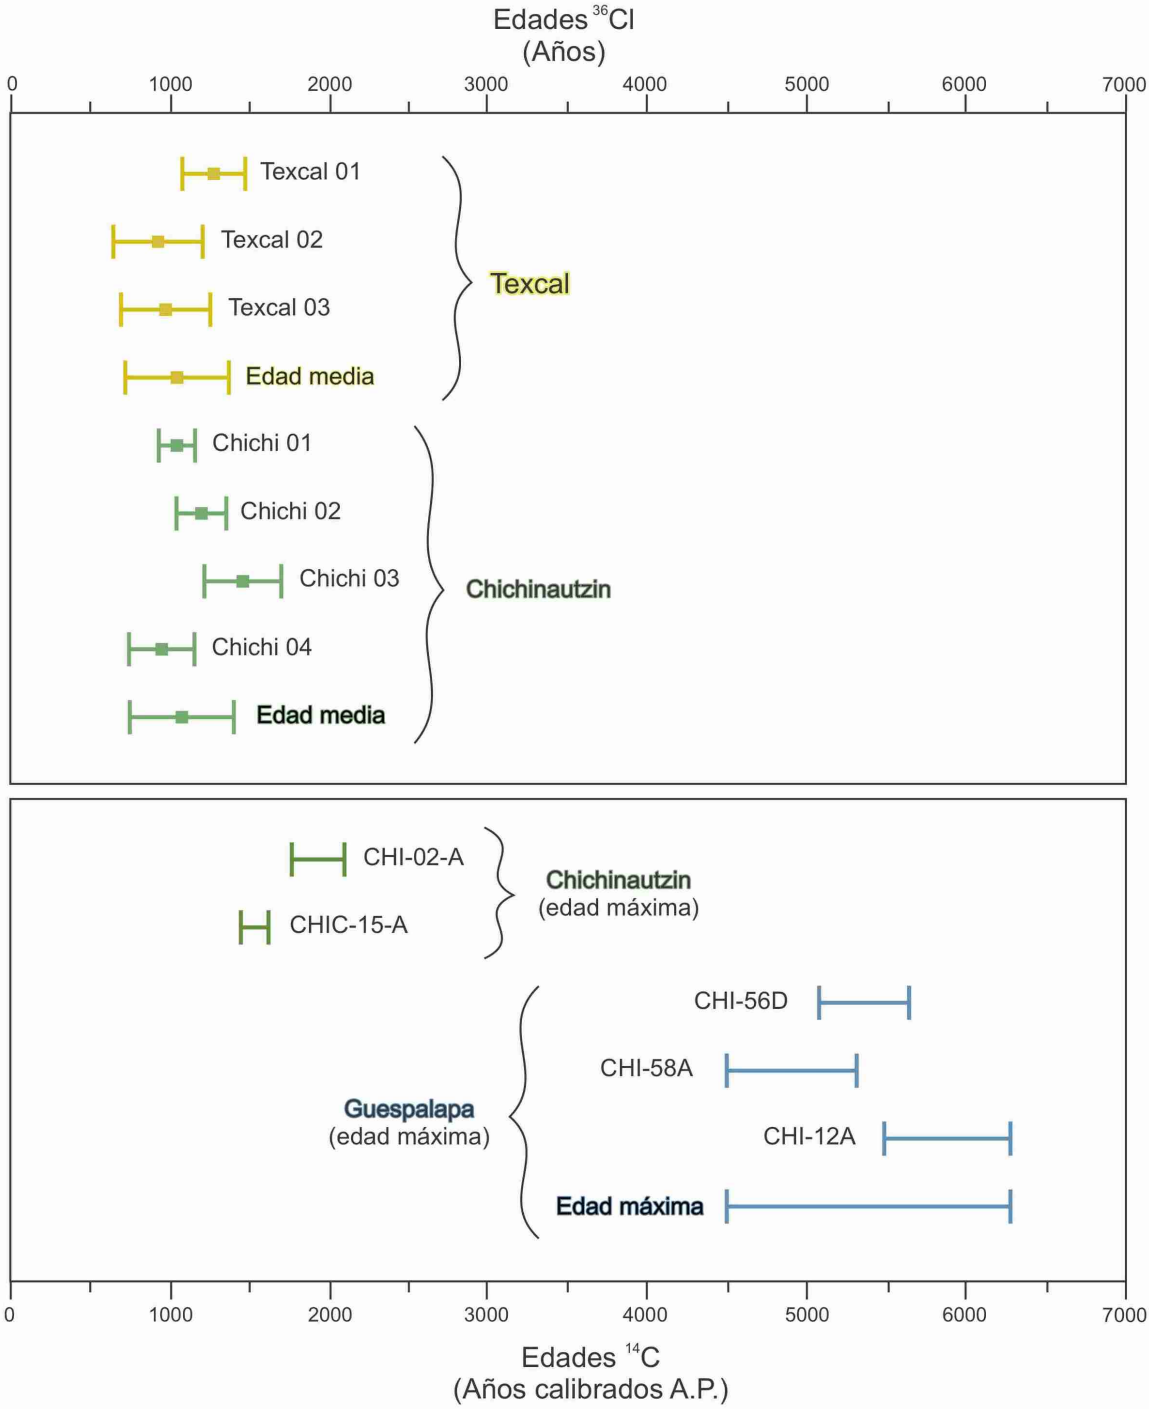 Edades ³⁶Cl
(Años)
0 1000 2000 3000 4000 5000 6000 7000
Texcal 01
Texcal 02
Texcal
Texcal 03
Edad media
Chichi 01
Chichi 02
Chichi 03
Chichinautzin
Chichi 04
Edad media
CHI-02-A
Chichinautzin
(edad máxima)
CHIC-15-A
CHI-56D
CHI-58A
Guespalapa
(edad máxima)
CHI-12A
Edad máxima
0 1000 2000 3000 4000 5000 6000 7000
Edades ¹⁴C
(Años calibrados A.P.)